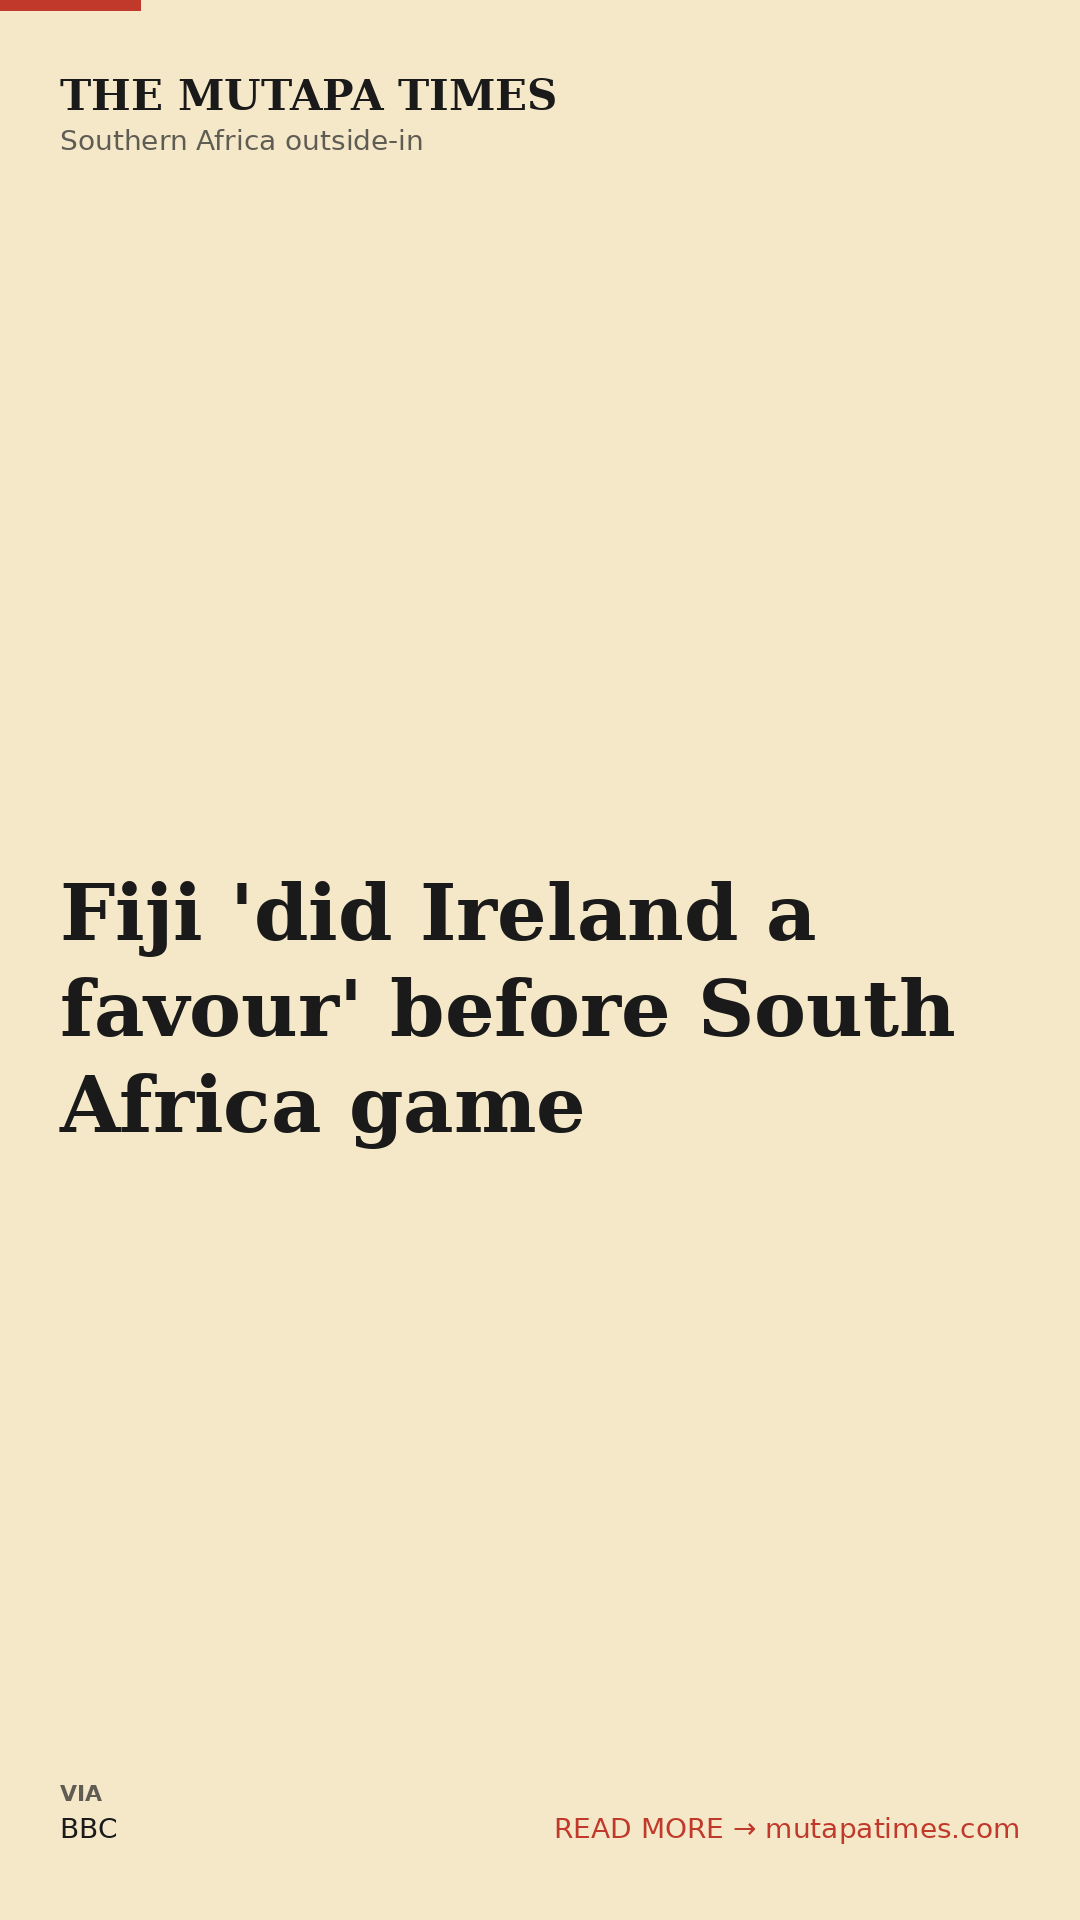 THE MUTAPA TIMES
Southern Africa outside-in
Fiji 'did Ireland a
favour' before South
Africa game
VIA
BBC
READ MORE → mutapatimes.com